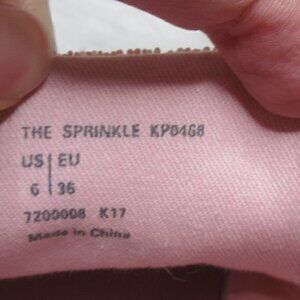 THE SPRINKLE KP0468
US | EU
6 | 36
7200008 K17
Made in China